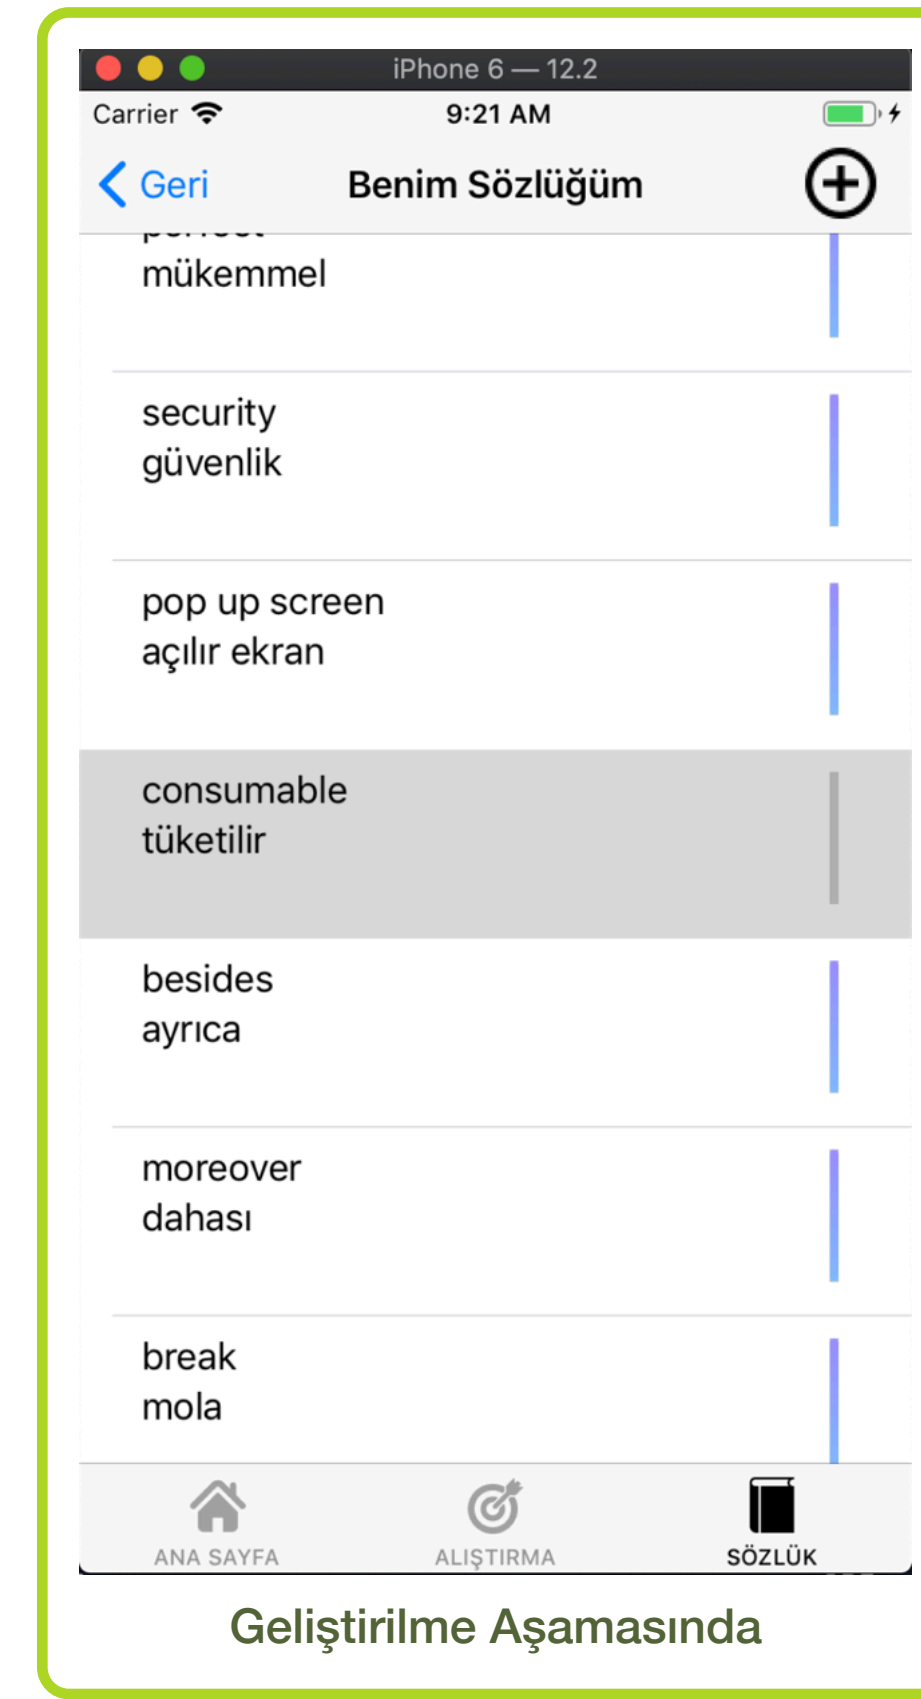 iPhone 6 — 12.2
Carrier 9:21 AM
Geri Benim Sözlüğüm
perfect
mükemmel
security
güvenlik
pop up screen
açılır ekran
consumable
tüketilir
besides
ayrıca
moreover
dahası
break
mola
ANA SAYFA ALIŞTIRMA SÖZLÜK
Geliştirilme Aşamasında